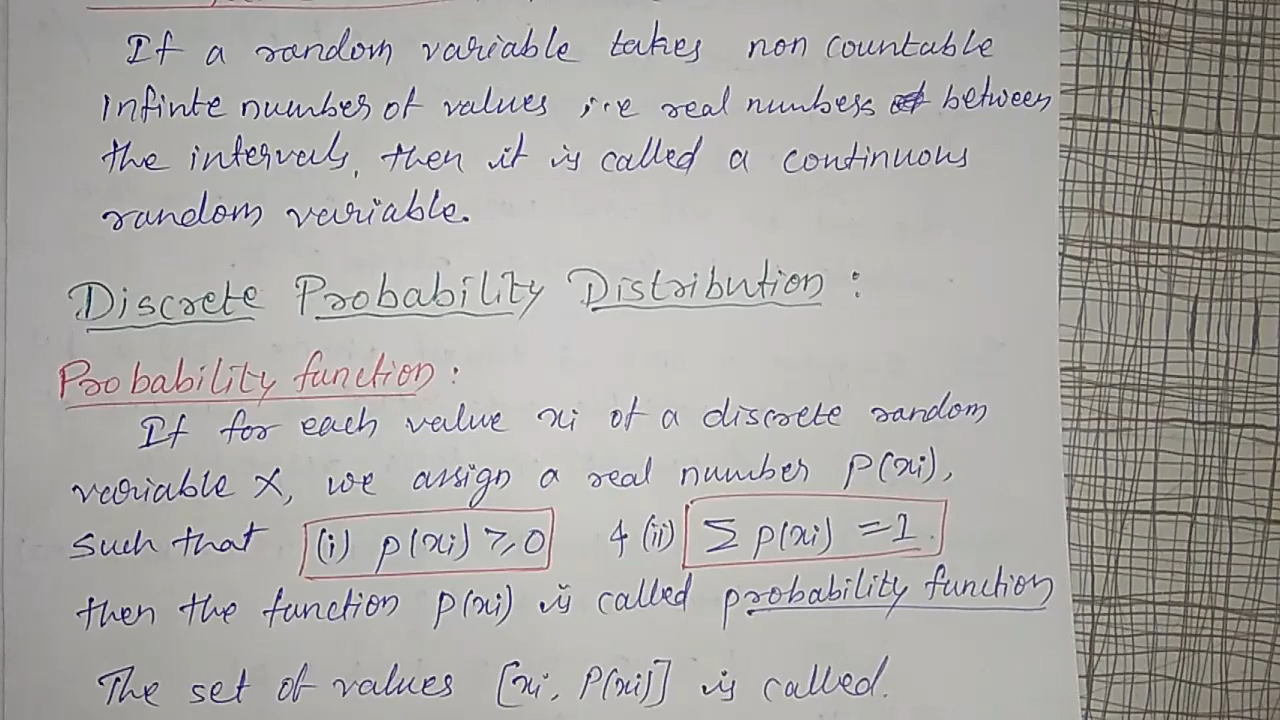 If a random variable takes non countable
infinte number of values i.e real numbers between
the intervals, then it is called a continuous
random variable.
Discrete Probability Distribution :
Probability function :
If for each value xi of a discrete random
variable X, we assign a real number P(xi),
such that (i) p(xi) ≥ 0 & (ii) Σ p(xi) = 1.
then the function p(xi) is called probability function
The set of values [xi, P(xi)] is called.